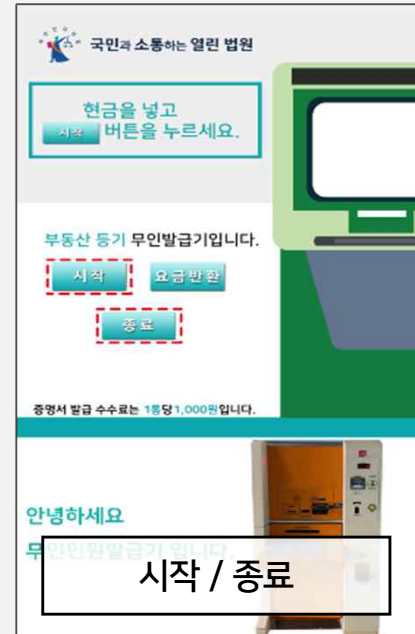 국민과 소통하는 열린 법원
현금을 넣고
시작 버튼을 누르세요.
부동산 등기 무인발급기입니다.
시작 요금반환
종료
증명서 발급 수수료는 1통당1,000원입니다.
안녕하세요
무인민원발급기 입니다.
시작 / 종료